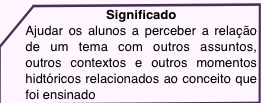 Significado
Ajudar os alunos a perceber a relação
de um tema com outros assuntos,
outros contextos e outros momentos
hidtóricos relacionados ao conceito que
foi ensinado